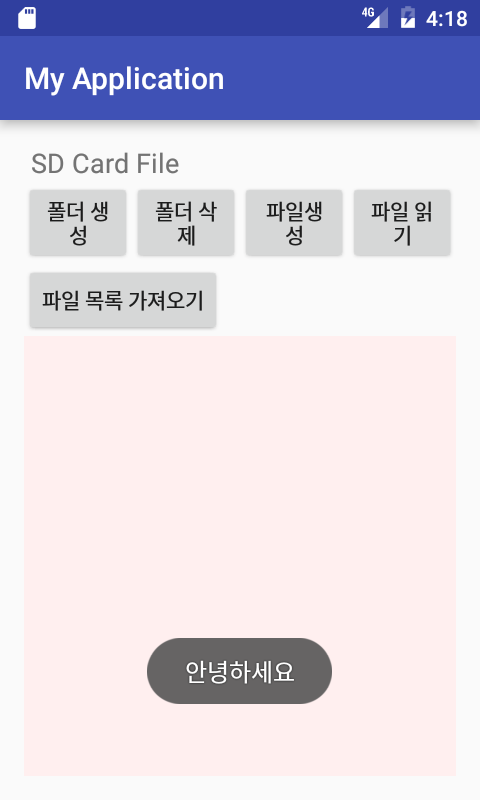 4G 4:18
My Application
SD Card File
폴더 생
성
폴더 삭
제
파일생
성
파일 읽
기
파일 목록 가져오기
안녕하세요